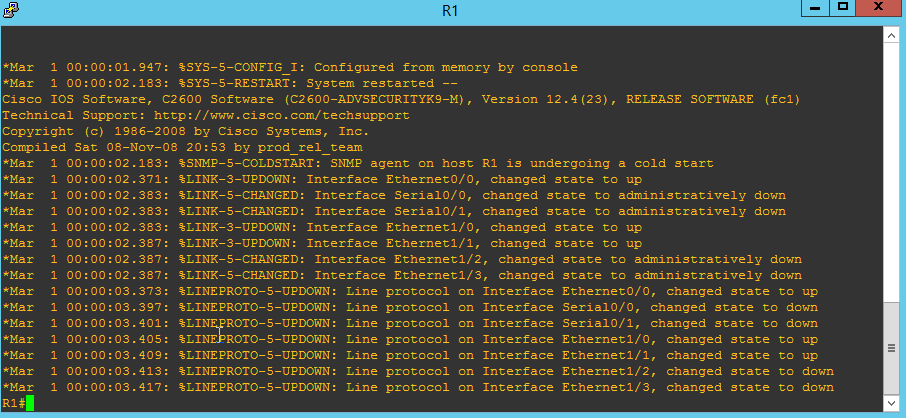 R1
*Mar  1 00:00:01.947: %SYS-5-CONFIG_I: Configured from memory by console
*Mar  1 00:00:02.183: %SYS-5-RESTART: System restarted --
Cisco IOS Software, C2600 Software (C2600-ADVSECURITYK9-M), Version 12.4(23), RELEASE SOFTWARE (fc1)
Technical Support: http://www.cisco.com/techsupport
Copyright (c) 1986-2008 by Cisco Systems, Inc.
Compiled Sat 08-Nov-08 20:53 by prod_rel_team
*Mar  1 00:00:02.183: %SNMP-5-COLDSTART: SNMP agent on host R1 is undergoing a cold start
*Mar  1 00:00:02.371: %LINK-3-UPDOWN: Interface Ethernet0/0, changed state to up
*Mar  1 00:00:02.383: %LINK-5-CHANGED: Interface Serial0/0, changed state to administratively down
*Mar  1 00:00:02.383: %LINK-5-CHANGED: Interface Serial0/1, changed state to administratively down
*Mar  1 00:00:02.383: %LINK-3-UPDOWN: Interface Ethernet1/0, changed state to up
*Mar  1 00:00:02.387: %LINK-3-UPDOWN: Interface Ethernet1/1, changed state to up
*Mar  1 00:00:02.387: %LINK-5-CHANGED: Interface Ethernet1/2, changed state to administratively down
*Mar  1 00:00:02.387: %LINK-5-CHANGED: Interface Ethernet1/3, changed state to administratively down
*Mar  1 00:00:03.373: %LINEPROTO-5-UPDOWN: Line protocol on Interface Ethernet0/0, changed state to up
*Mar  1 00:00:03.397: %LINEPROTO-5-UPDOWN: Line protocol on Interface Serial0/0, changed state to down
*Mar  1 00:00:03.401: %LINEPROTO-5-UPDOWN: Line protocol on Interface Serial0/1, changed state to down
*Mar  1 00:00:03.405: %LINEPROTO-5-UPDOWN: Line protocol on Interface Ethernet1/0, changed state to up
*Mar  1 00:00:03.409: %LINEPROTO-5-UPDOWN: Line protocol on Interface Ethernet1/1, changed state to up
*Mar  1 00:00:03.413: %LINEPROTO-5-UPDOWN: Line protocol on Interface Ethernet1/2, changed state to down
*Mar  1 00:00:03.417: %LINEPROTO-5-UPDOWN: Line protocol on Interface Ethernet1/3, changed state to down
R1#